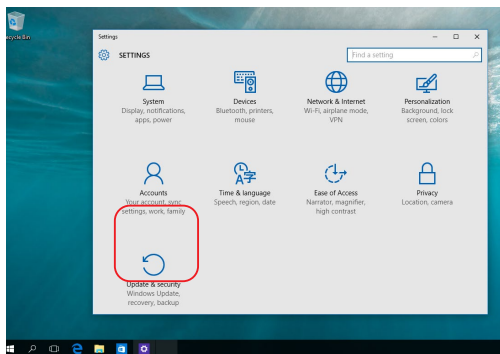 Recycle Bin
Settings
SETTINGS
Find a setting
System
Display, notifications,
apps, power
Devices
Bluetooth, printers,
mouse
Network & Internet
Wi-Fi, airplane mode,
VPN
Personalization
Background, lock
screen, colors
Accounts
Your account, sync
settings, work, family
Time & language
Speech, region, date
Ease of Access
Narrator, magnifier,
high contrast
Privacy
Location, camera
Update & security
Windows Update,
recovery, backup